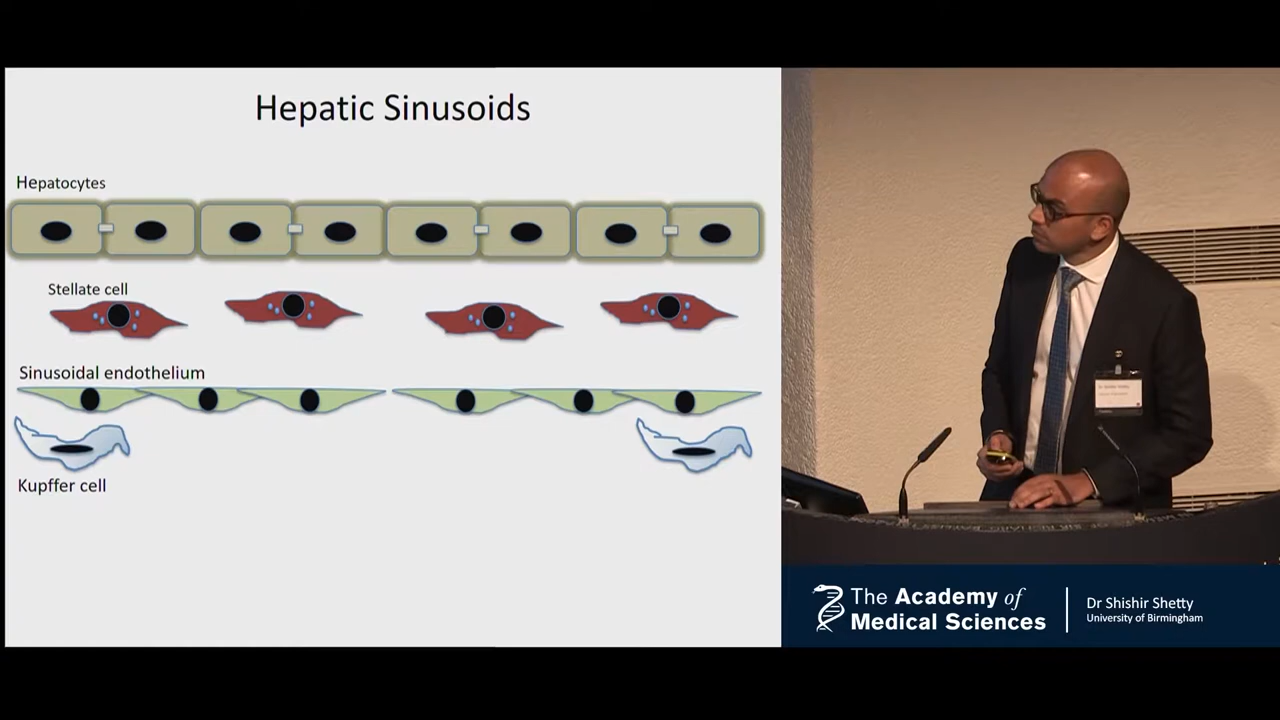 Hepatic Sinusoids
Hepatocytes
Stellate cell
Sinusoidal endothelium
Kupffer cell
The Academy of
Medical Sciences
Dr Shishir Shetty
University of Birmingham